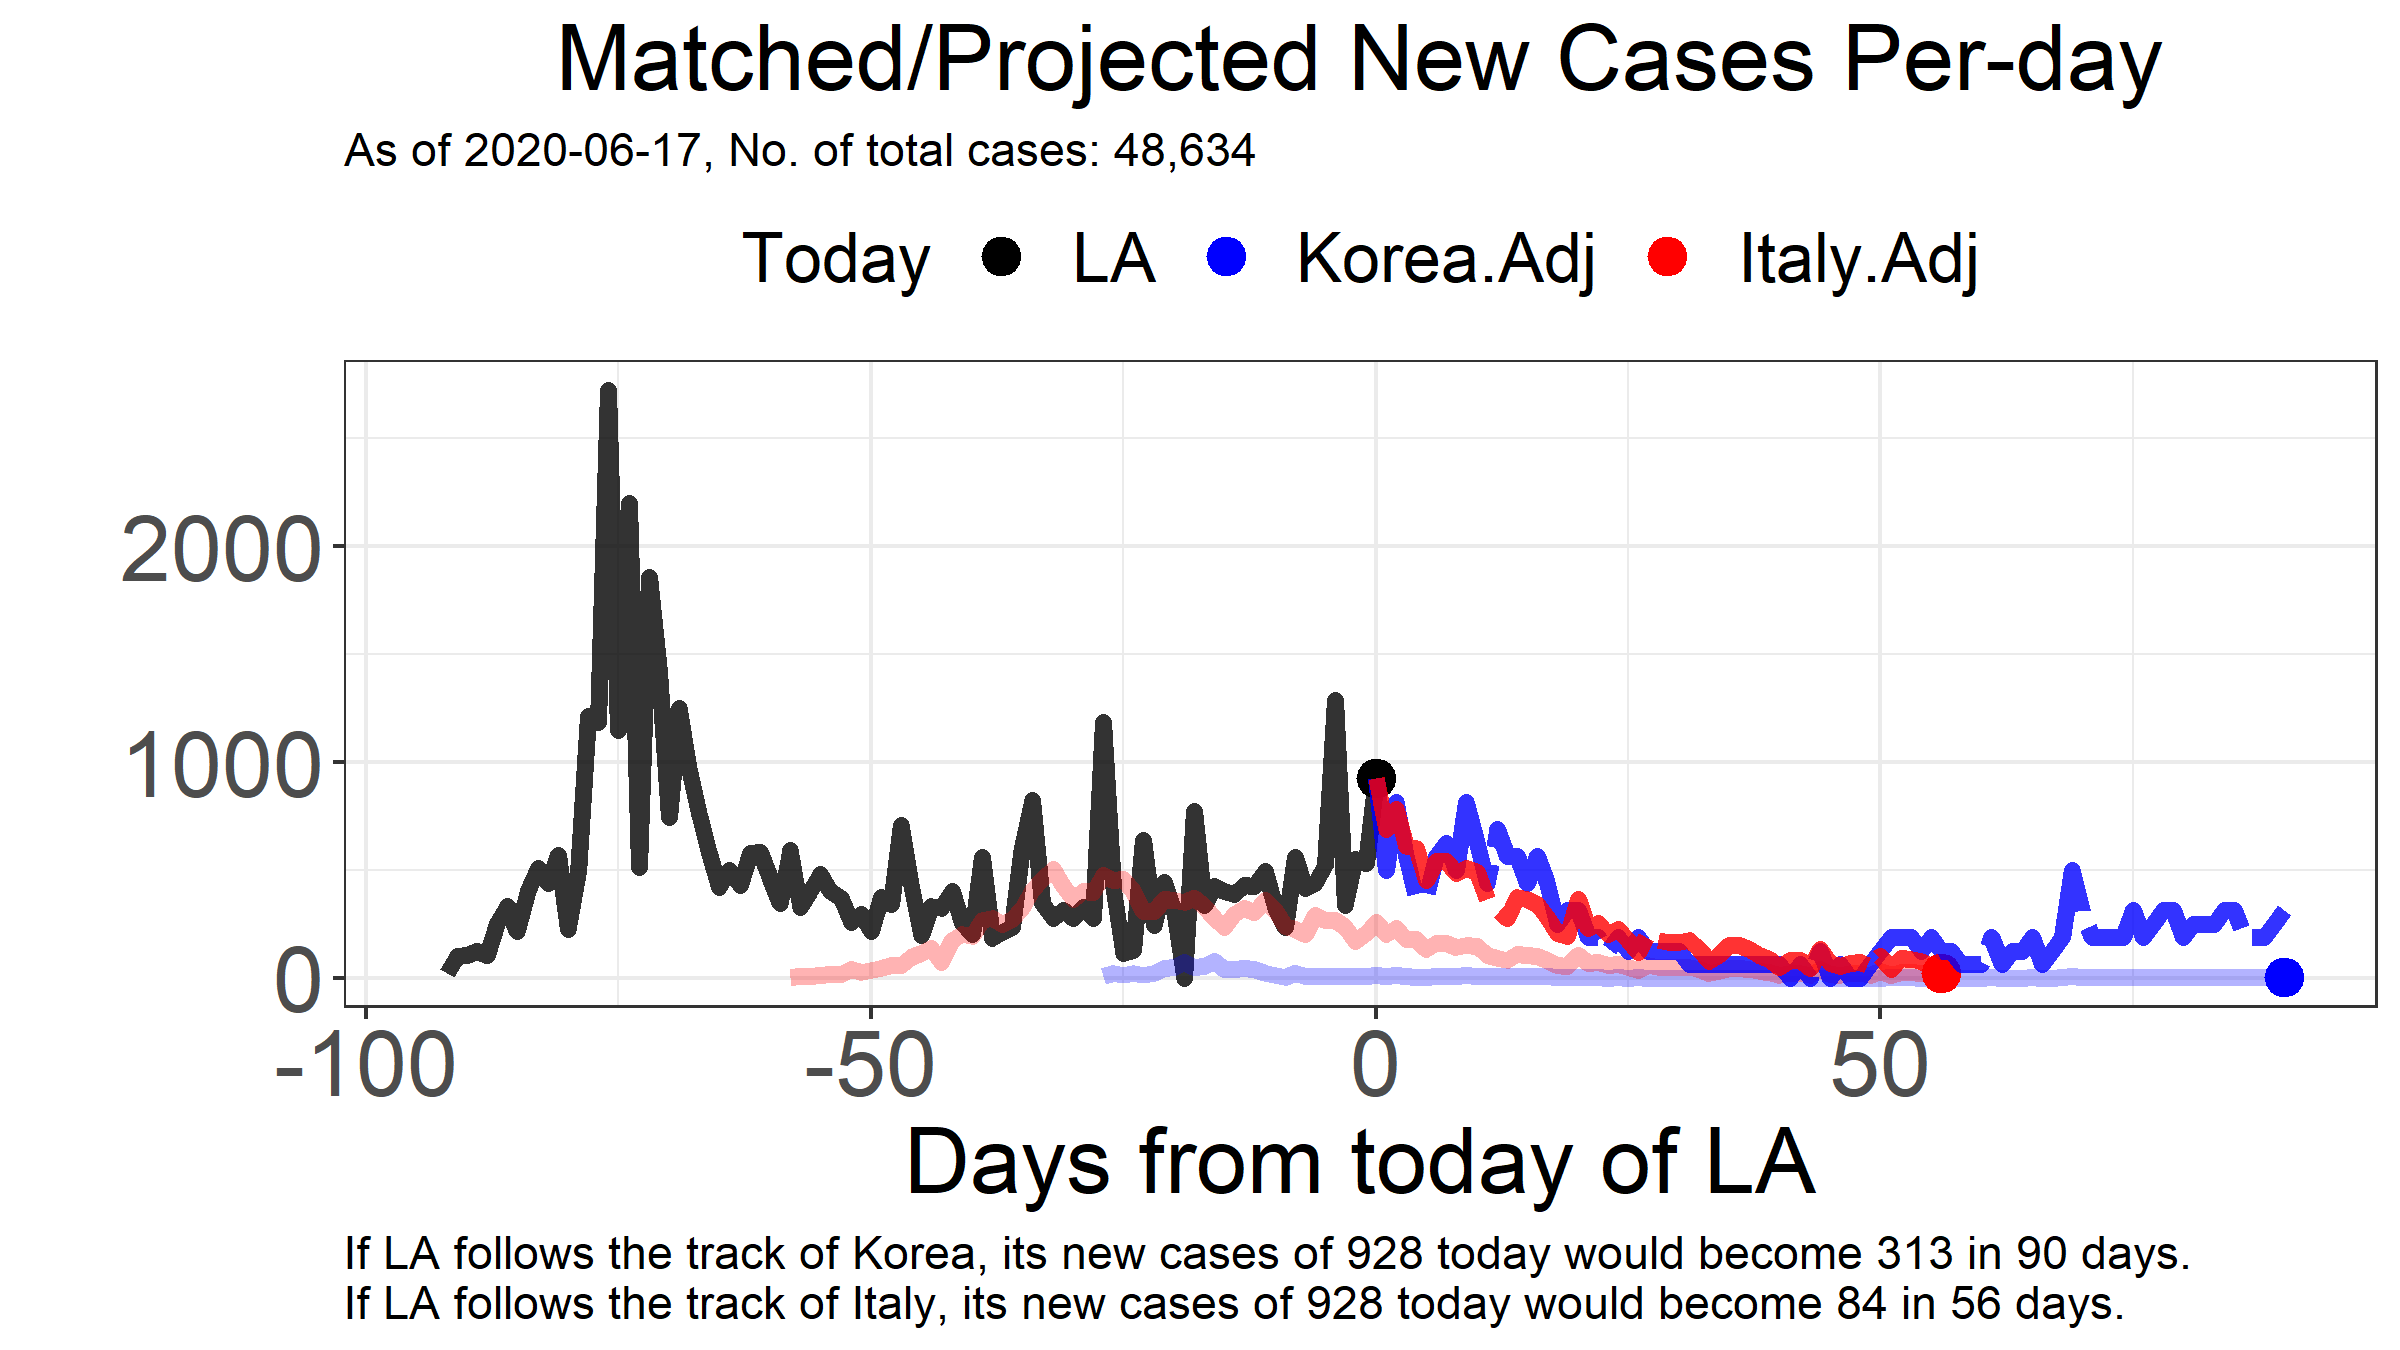 Matched/Projected New Cases Per-day
As of 2020-06-17, No. of total cases: 48,634
Today LA Korea.Adj Italy.Adj
2000
1000
0
-100 -50 0 50
Days from today of LA
If LA follows the track of Korea, its new cases of 928 today would become 313 in 90 days.
If LA follows the track of Italy, its new cases of 928 today would become 84 in 56 days.